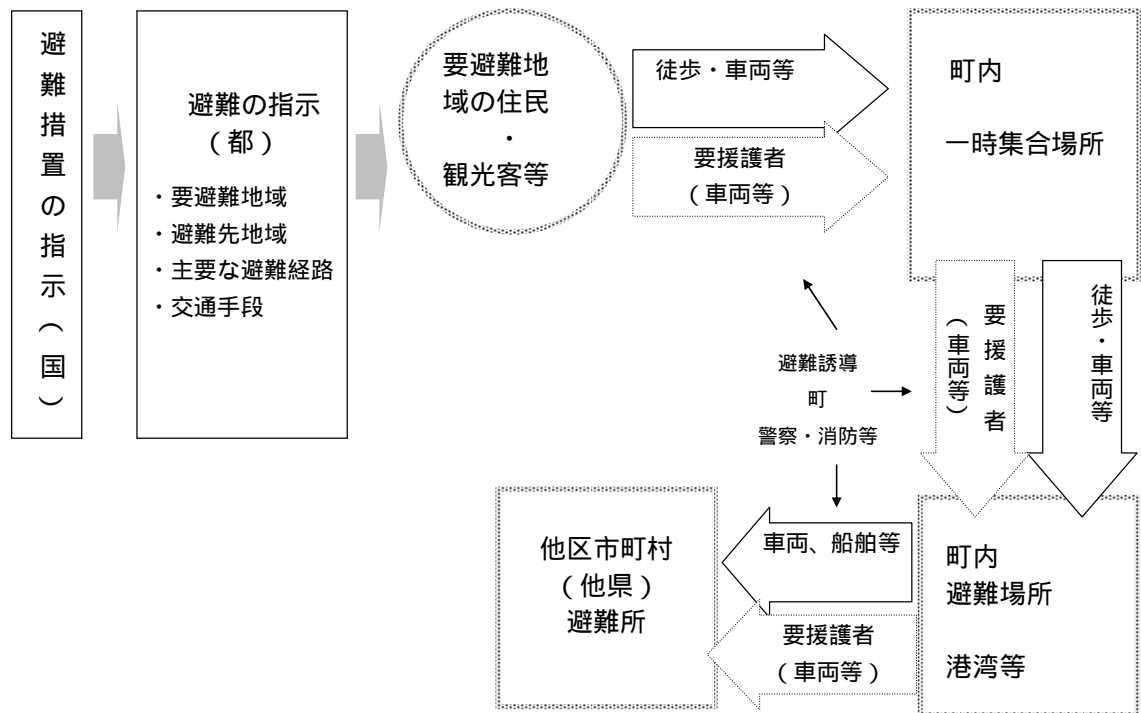 避難措置の指示(国)
避難の指示
(都)
・要避難地域
・避難先地域
・主要な避難経路
・交通手段
要避難地
域の住民
・
観光客等
徒歩・車両等
要援護者
(車両等)
町内
一時集合場所
要援護者
(車両等)
徒歩・車両等
避難誘導
町
警察・消防等
町内
避難場所
港湾等
車両、船舶等
要援護者
(車両等)
他区市町村
(他県)
避難所